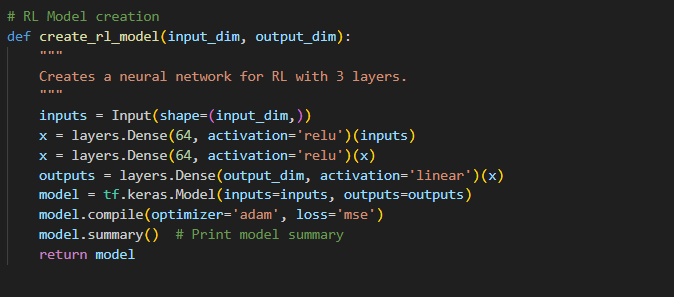 # RL Model creation
def create_rl_model(input_dim, output_dim):
    """
    Creates a neural network for RL with 3 layers.
    """
    inputs = Input(shape=(input_dim,))
    x = layers.Dense(64, activation='relu')(inputs)
    x = layers.Dense(64, activation='relu')(x)
    outputs = layers.Dense(output_dim, activation='linear')(x)
    model = tf.keras.Model(inputs=inputs, outputs=outputs)
    model.compile(optimizer='adam', loss='mse')
    model.summary()  # Print model summary
    return model